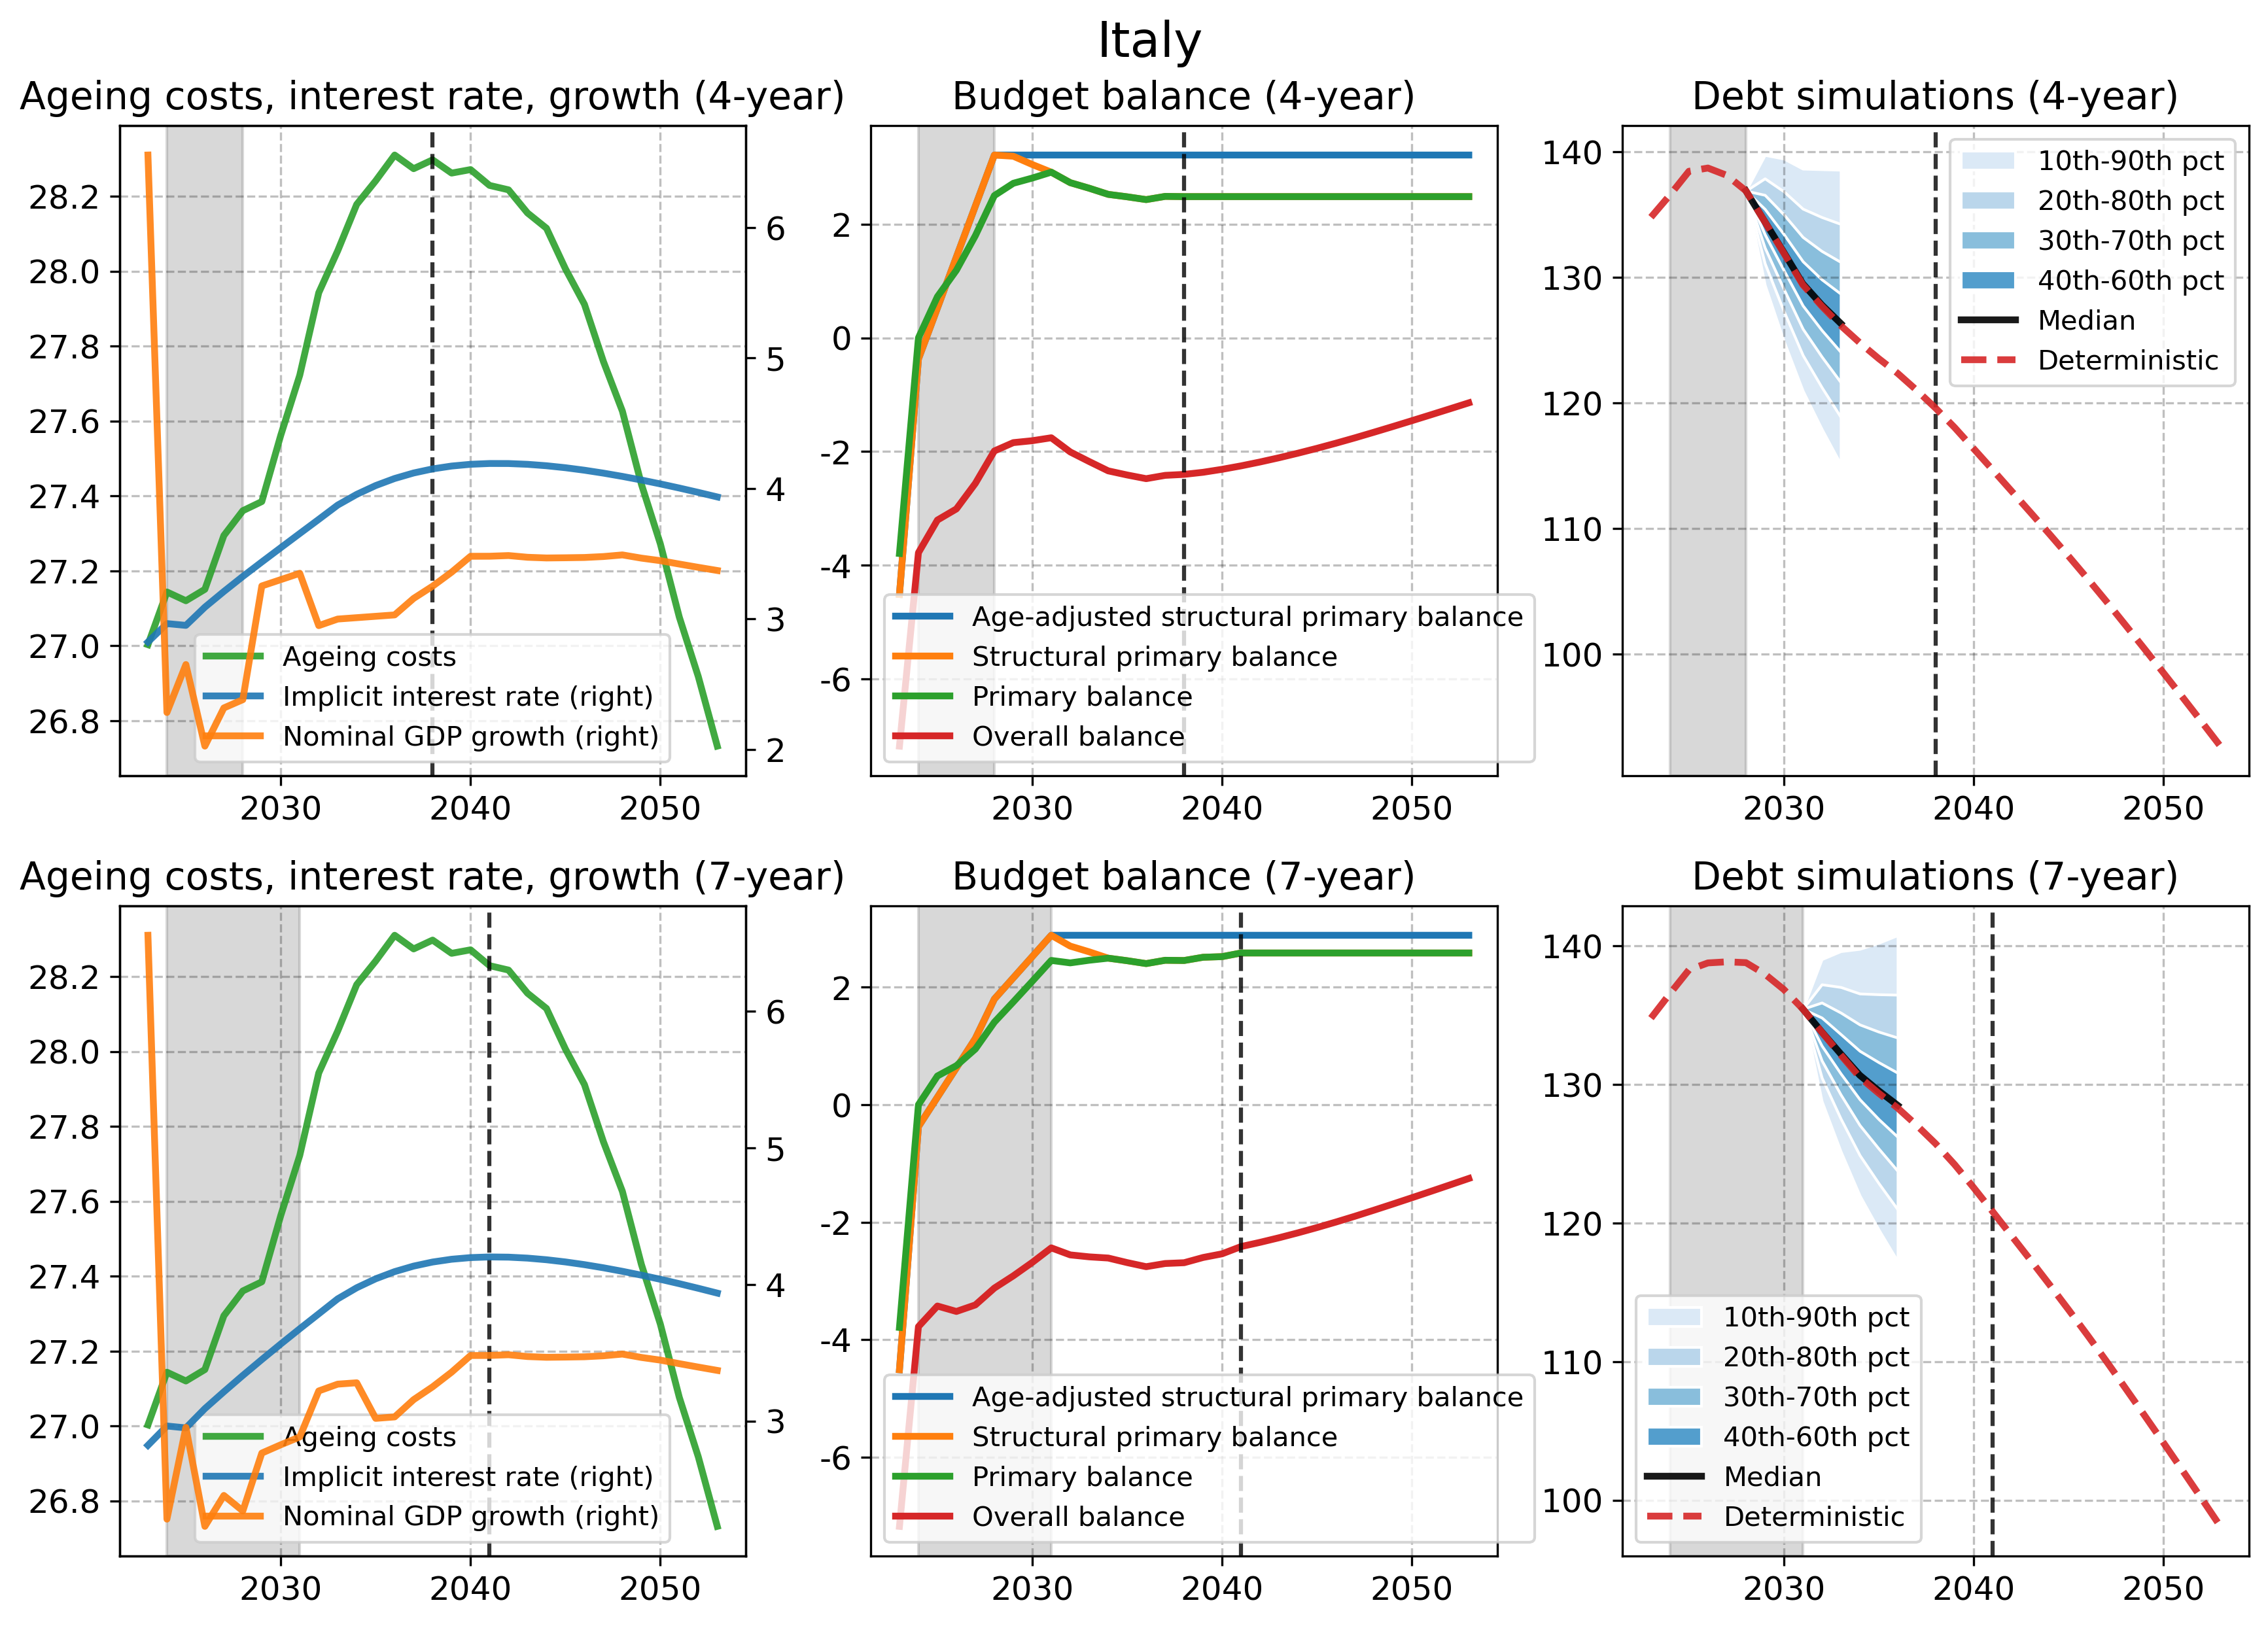 Italy
Ageing costs, interest rate, growth (4-year)
28.2
28.0
27.8
27.6
27.4
27.2
27.0
26.8
6
5
4
3
2
2030
2040
2050
Ageing costs
Implicit interest rate (right)
Nominal GDP growth (right)
Budget balance (4-year)
2
0
-2
-4
-6
2030
2040
2050
Age-adjusted structural primary balance
Structural primary balance
Primary balance
Overall balance
Debt simulations (4-year)
140
130
120
110
100
2030
2040
2050
10th-90th pct
20th-80th pct
30th-70th pct
40th-60th pct
Median
Deterministic
Ageing costs, interest rate, growth (7-year)
28.2
28.0
27.8
27.6
27.4
27.2
27.0
26.8
6
5
4
3
2030
2040
2050
Ageing costs
Implicit interest rate (right)
Nominal GDP growth (right)
Budget balance (7-year)
2
0
-2
-4
-6
2030
2040
2050
Age-adjusted structural primary balance
Structural primary balance
Primary balance
Overall balance
Debt simulations (7-year)
140
130
120
110
100
2030
2040
2050
10th-90th pct
20th-80th pct
30th-70th pct
40th-60th pct
Median
Deterministic